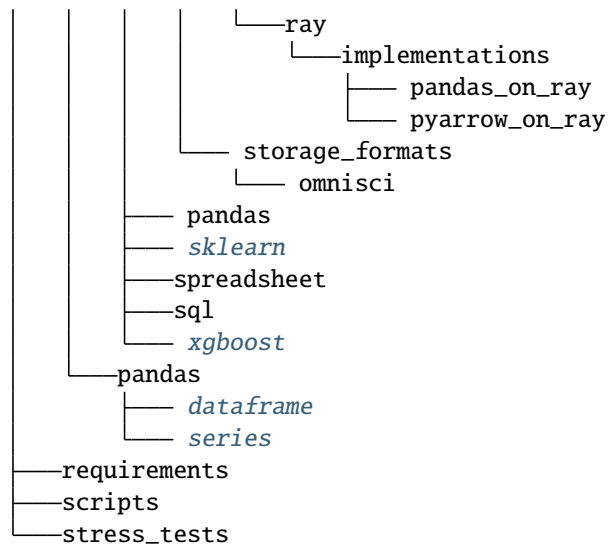 ray
implementations
pandas_on_ray
pyarrow_on_ray
storage_formats
omnisci
pandas
sklearn
spreadsheet
sql
xgboost
pandas
dataframe
series
requirements
scripts
stress_tests